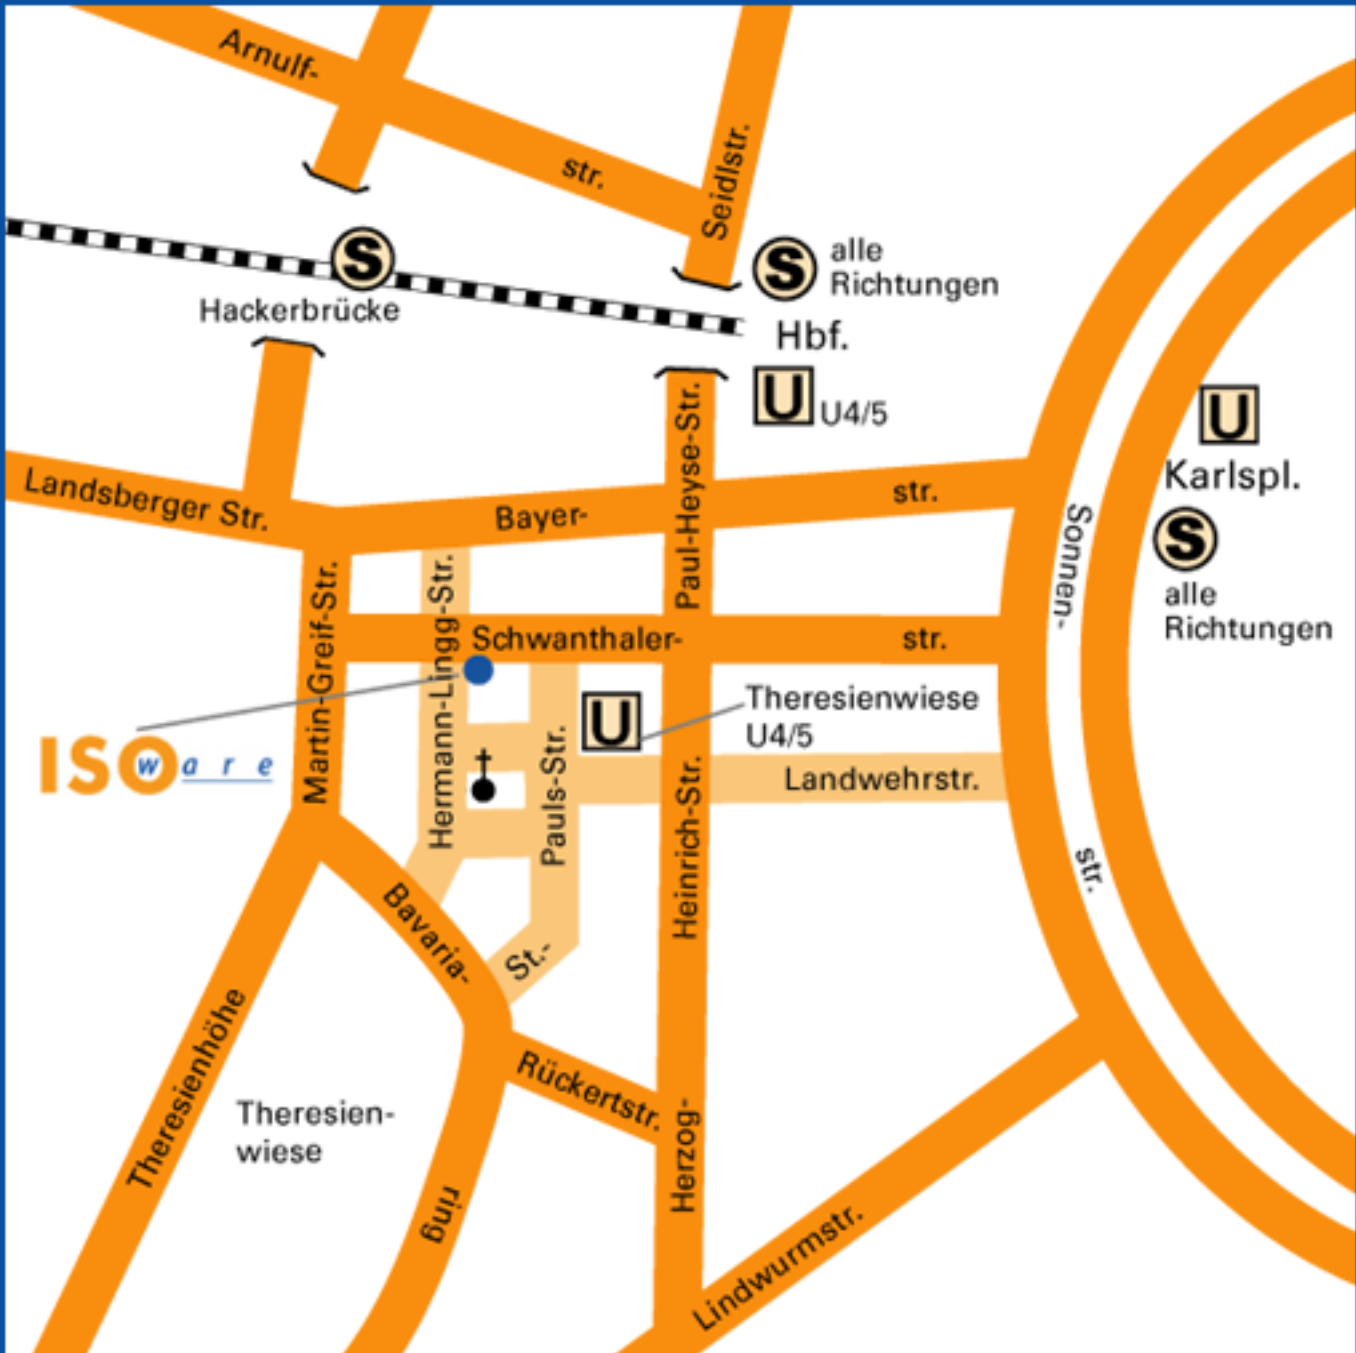 Arnulf-
str.
Seidlstr.
S
alle
Richtungen
S
Hackerbrücke
Hbf.
U
U4/5
Paul-Heyse-Str.
U
Karlspl.
S
alle
Richtungen
Landsberger Str.
Bayer-
str.
Sonnen-
str.
Martin-Greif-Str.
Hermann-Lingg-Str.
Schwanthaler-
str.
U
Theresienwiese
U4/5
ISOware
Pauls-Str.
St.-
Landwehrstr.
Heinrich-Str.
Herzog-
Bavaria-
ring
Rückertstr.
Theresienhöhe
Theresien-
wiese
Lindwurmstr.